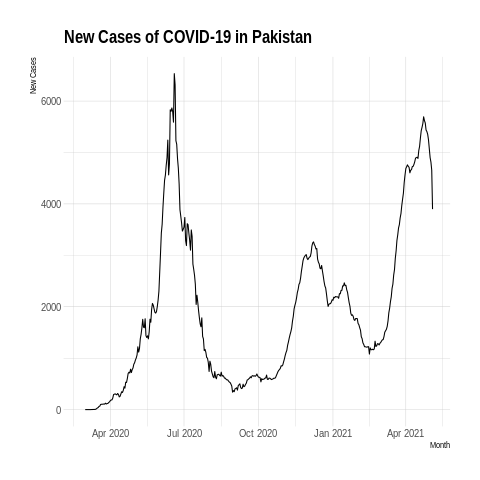 New Cases of COVID-19 in Pakistan
New Cases
6000
4000
2000
0
Apr 2020 Jul 2020 Oct 2020 Jan 2021 Apr 2021
Month